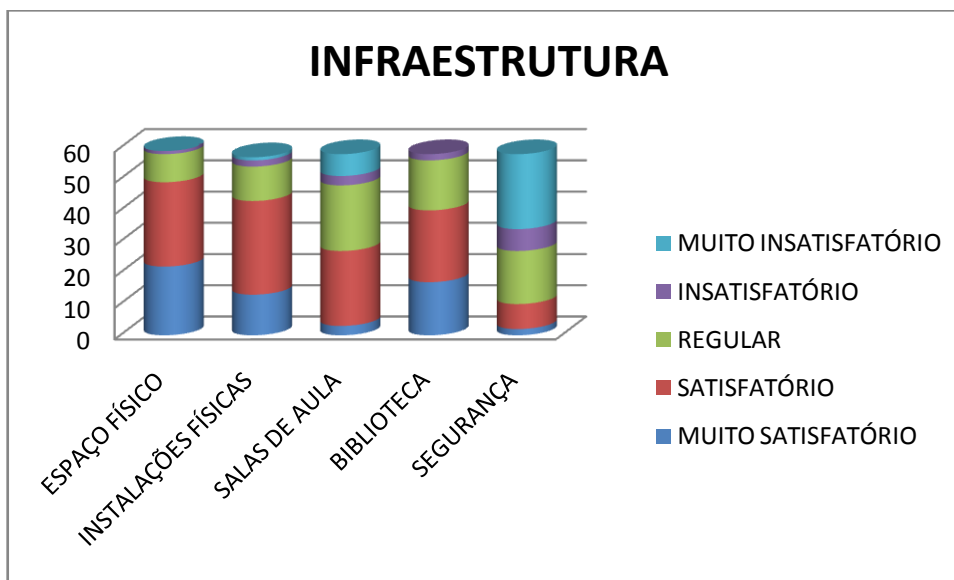 INFRAESTRUTURA
60
50
40
30
20
10
0
ESPAÇO FÍSICO
INSTALAÇÕES FÍSICAS
SALAS DE AULA
BIBLIOTECA
SEGURANÇA
MUITO INSATISFATÓRIO
INSATISFATÓRIO
REGULAR
SATISFATÓRIO
MUITO SATISFATÓRIO